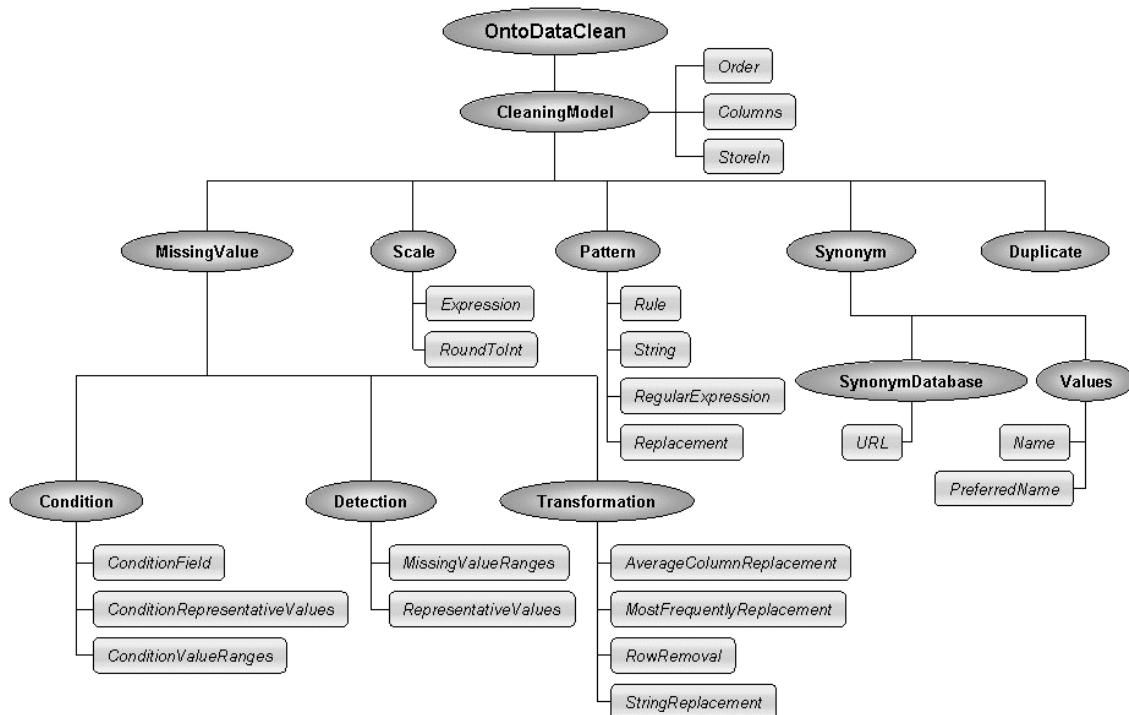 OntoDataClean
Order
CleaningModel
Columns
StoreIn
MissingValue
Scale
Pattern
Synonym
Duplicate
Expression
RoundToInt
Rule
String
RegularExpression
Replacement
SynonymDatabase
Values
URL
Name
PreferredName
Condition
Detection
Transformation
ConditionField
ConditionRepresentativeValues
ConditionValueRanges
MissingValueRanges
RepresentativeValues
AverageColumnReplacement
MostFrequentlyReplacement
RowRemoval
StringReplacement